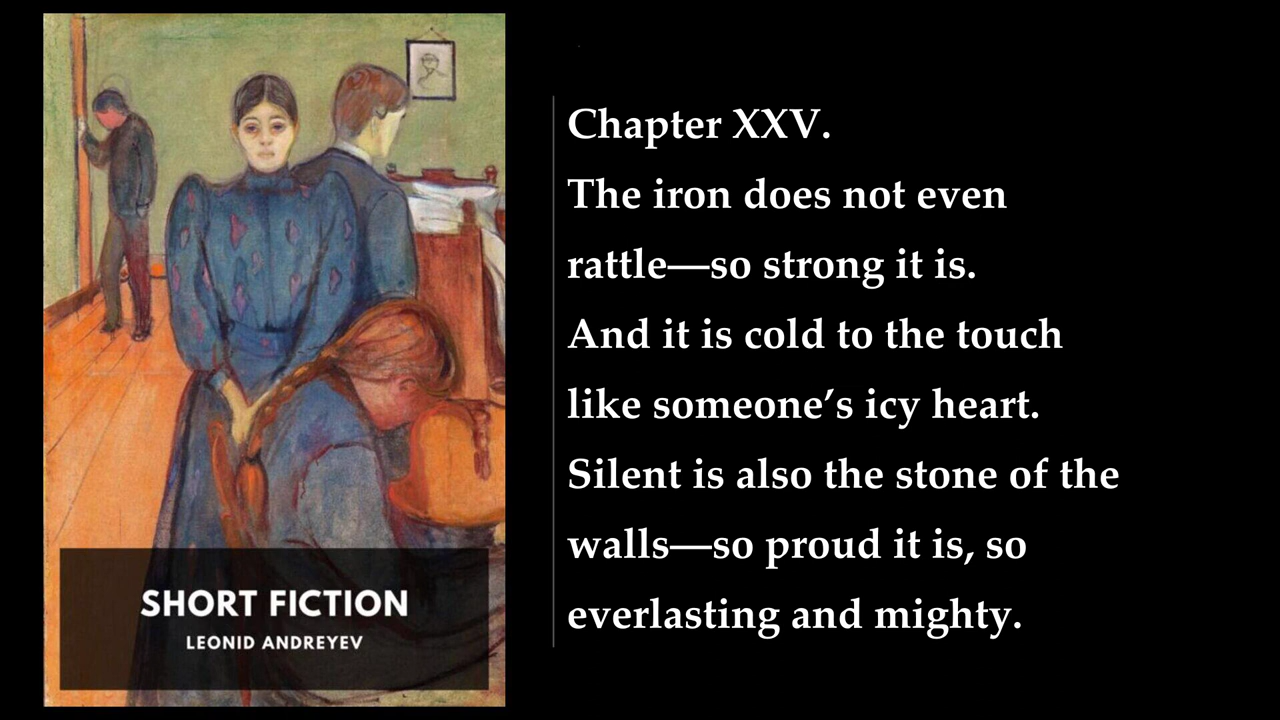 SHORT FICTION
LEONID ANDREYEV
Chapter XXV.
The iron does not even
rattle—so strong it is.
And it is cold to the touch
like someone’s icy heart.
Silent is also the stone of the
walls—so proud it is, so
everlasting and mighty.